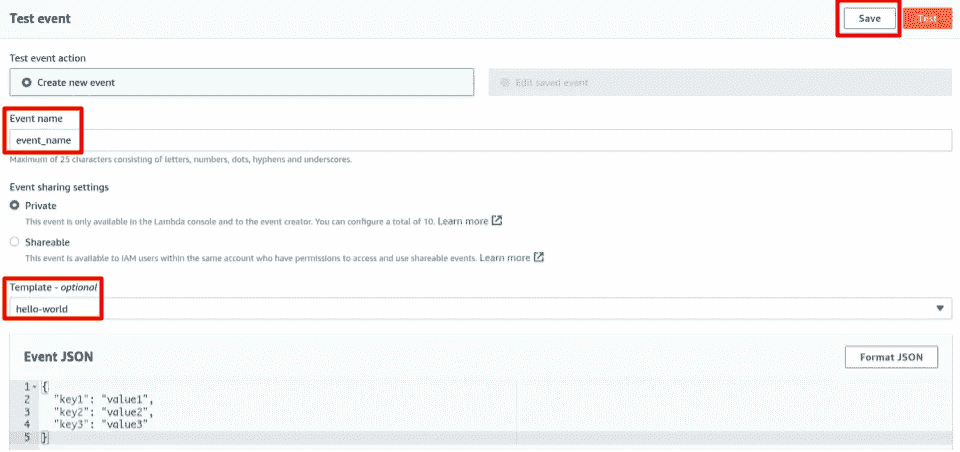 Test event
Save
Test
Test event action
Create new event
Edit saved event
Event name
event_name
Maximum of 25 characters consisting of letters, numbers, dots, hyphens and underscores.
Event sharing settings
Private
This event is only available in the Lambda console and to the event creator. You can configure a total of 10. Learn more
Shareable
This event is available to IAM users within the same account who have permissions to access and use shareable events. Learn more
Template - optional
hello-world
Event JSON
Format JSON
1 {
2 "key1": "value1",
3 "key2": "value2",
4 "key3": "value3"
5 }